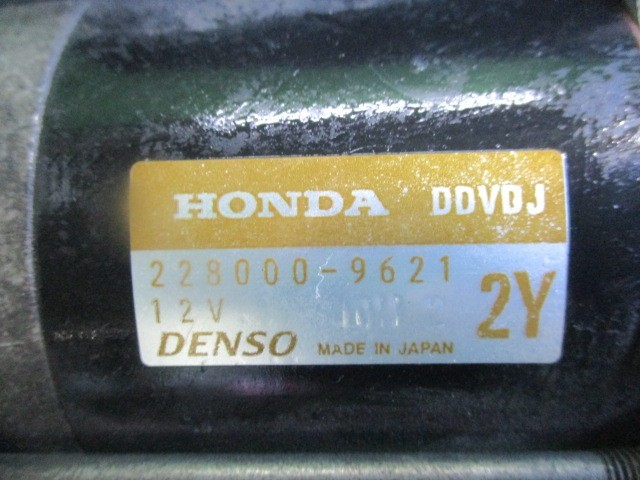 HONDA DDVDJ
228000-9621
12V
2Y
DENSO MADE IN JAPAN